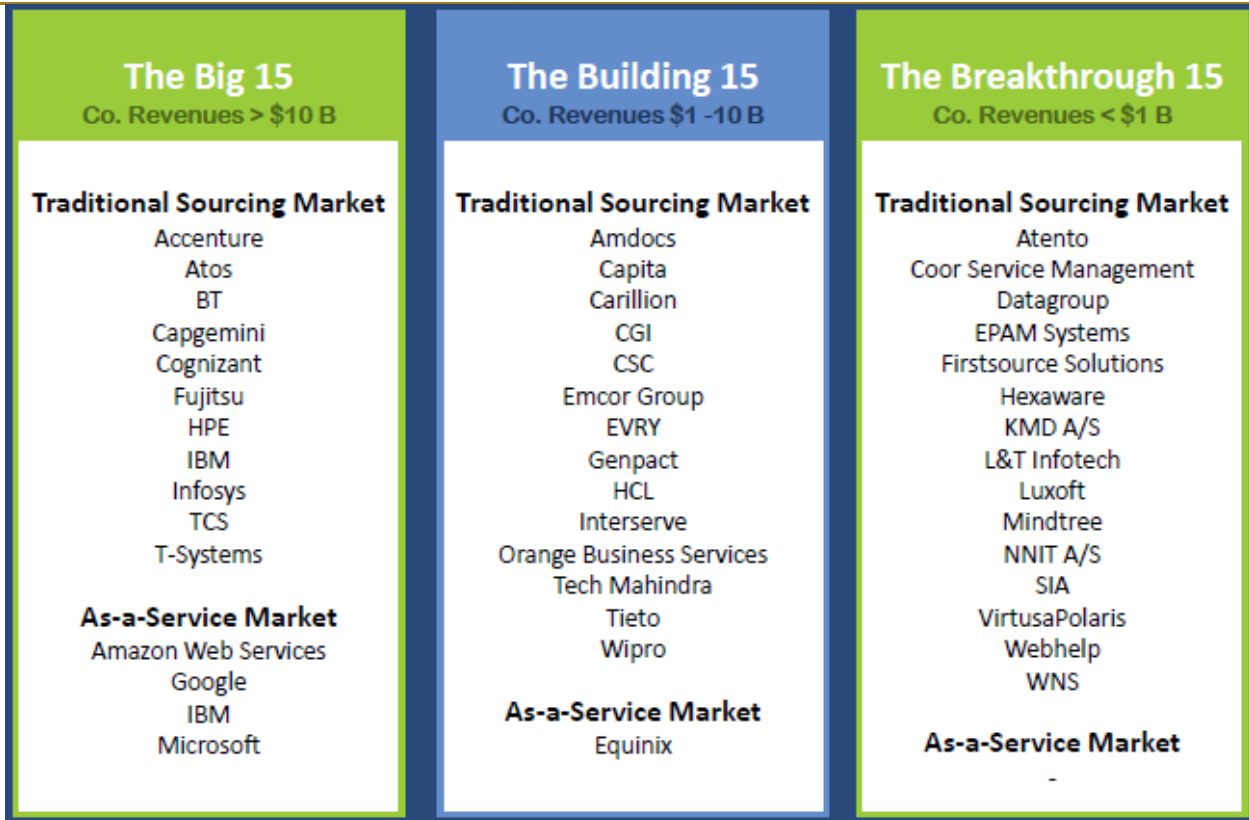 The Big 15
Co. Revenues > $10 B
Traditional Sourcing Market
Accenture
Atos
BT
Capgemini
Cognizant
Fujitsu
HPE
IBM
Infosys
TCS
T-Systems
As-a-Service Market
Amazon Web Services
Google
IBM
Microsoft
The Building 15
Co. Revenues $1 -10 B
Traditional Sourcing Market
Amdocs
Capita
Carillion
CGI
CSC
Emcor Group
EVRY
Genpact
HCL
Interserve
Orange Business Services
Tech Mahindra
Tieto
Wipro
As-a-Service Market
Equinix
The Breakthrough 15
Co. Revenues < $1 B
Traditional Sourcing Market
Atento
Coor Service Management
Datagroup
EPAM Systems
Firstsource Solutions
Hexaware
KMD A/S
L&T Infotech
Luxoft
Mindtree
NNIT A/S
SIA
VirtusaPolaris
Webhelp
WNS
As-a-Service Market
-